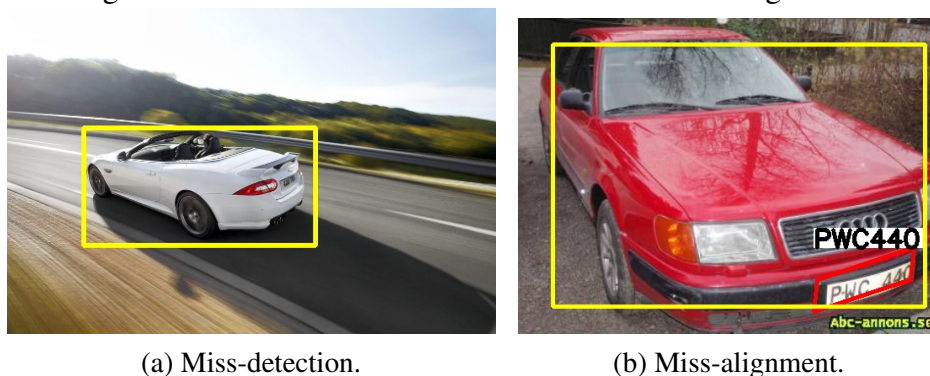 PWC440
PWC 440
Abc-annons.se
(a) Miss-detection.
(b) Miss-alignment.